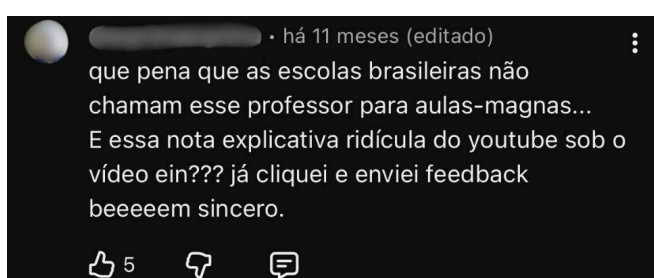 • há 11 meses (editado)
que pena que as escolas brasileiras não
chamam esse professor para aulas-magnas...
E essa nota explicativa ridícula do youtube sob o
vídeo ein??? já cliquei e enviei feedback
beeeeem sincero.
5